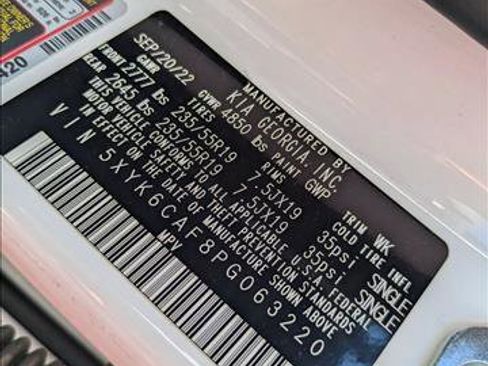 420
MANUFACTURED BY
KIA GEORGIA, INC
SEP/20/22 GVWR 4850 lbs PAINT GWP TRIM WK
GAWR TIRES RIMS COLD TIRE INFL
FRONT 2777 lbs 235/55R19 7.5JX19 35psi SINGLE
REAR 2645 lbs 235/55R19 7.5JX19 35psi SINGLE
THIS VEHICLE CONFORMS TO ALL APPLICABLE U.S.A. FEDERAL
MOTOR VEHICLE SAFETY AND THEFT PREVENTION STANDARDS
IN EFFECT ON THE DATE OF MANUFACTURE SHOWN ABOVE
VIN 5XYK6CAF8PG063220
MPV